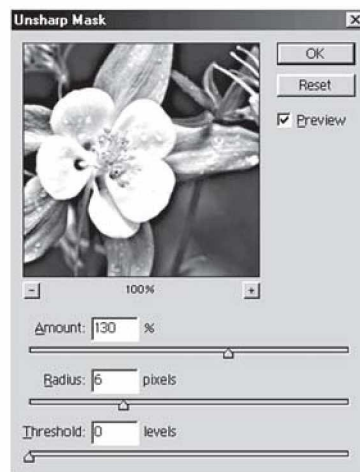 Unsharp Mask
OK
Reset
Preview
100%
Amount: 130 %
Radius: 6 pixels
Threshold: 0 levels